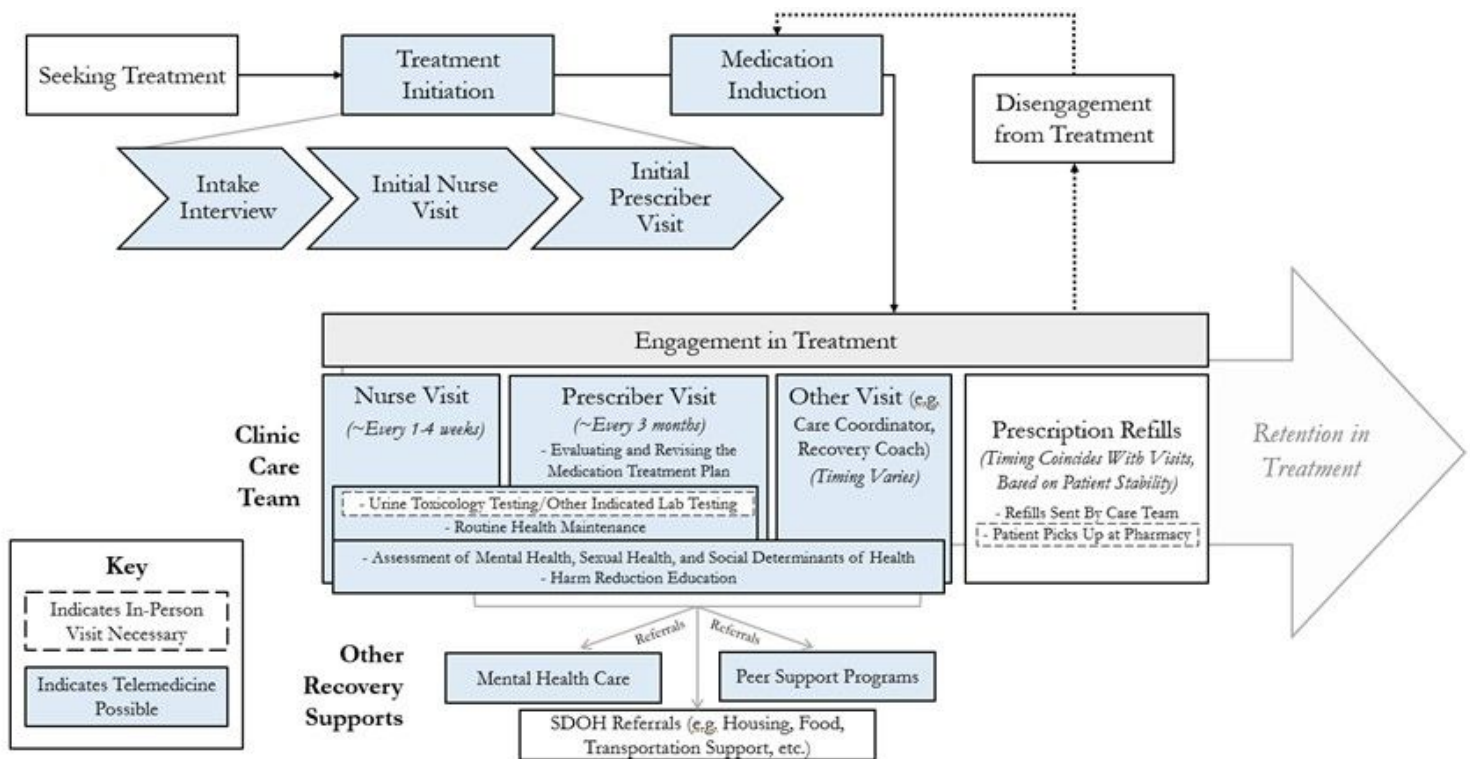 Seeking Treatment
Treatment
Initiation
Medication
Induction
Disengagement
from Treatment
Intake
Interview
Initial Nurse
Visit
Initial
Prescriber
Visit
Engagement in Treatment
Clinic
Care
Team
Nurse Visit
(~Every 1-4 weeks)
Prescriber Visit
(~Every 3 months)
- Evaluating and Revising the
Medication Treatment Plan
Other Visit (e.g.
Care Coordinator,
Recovery Coach)
(Timing Varies)
Prescription Refills
(Timing Coincides With Visits,
Based on Patient Stability)
- Refills Sent By Care Team
- Patient Picks Up at Pharmacy
Retention in
Treatment
- Urine Toxicology Testing/Other Indicated Lab Testing
- Routine Health Maintenance
- Assessment of Mental Health, Sexual Health, and Social Determinants of Health
- Harm Reduction Education
Key
Indicates In-Person
Visit Necessary
Indicates Telemedicine
Possible
Other
Recovery
Supports
Referrals
Referrals
Mental Health Care
Peer Support Programs
SDOH Referrals (e.g. Housing, Food,
Transportation Support, etc.)